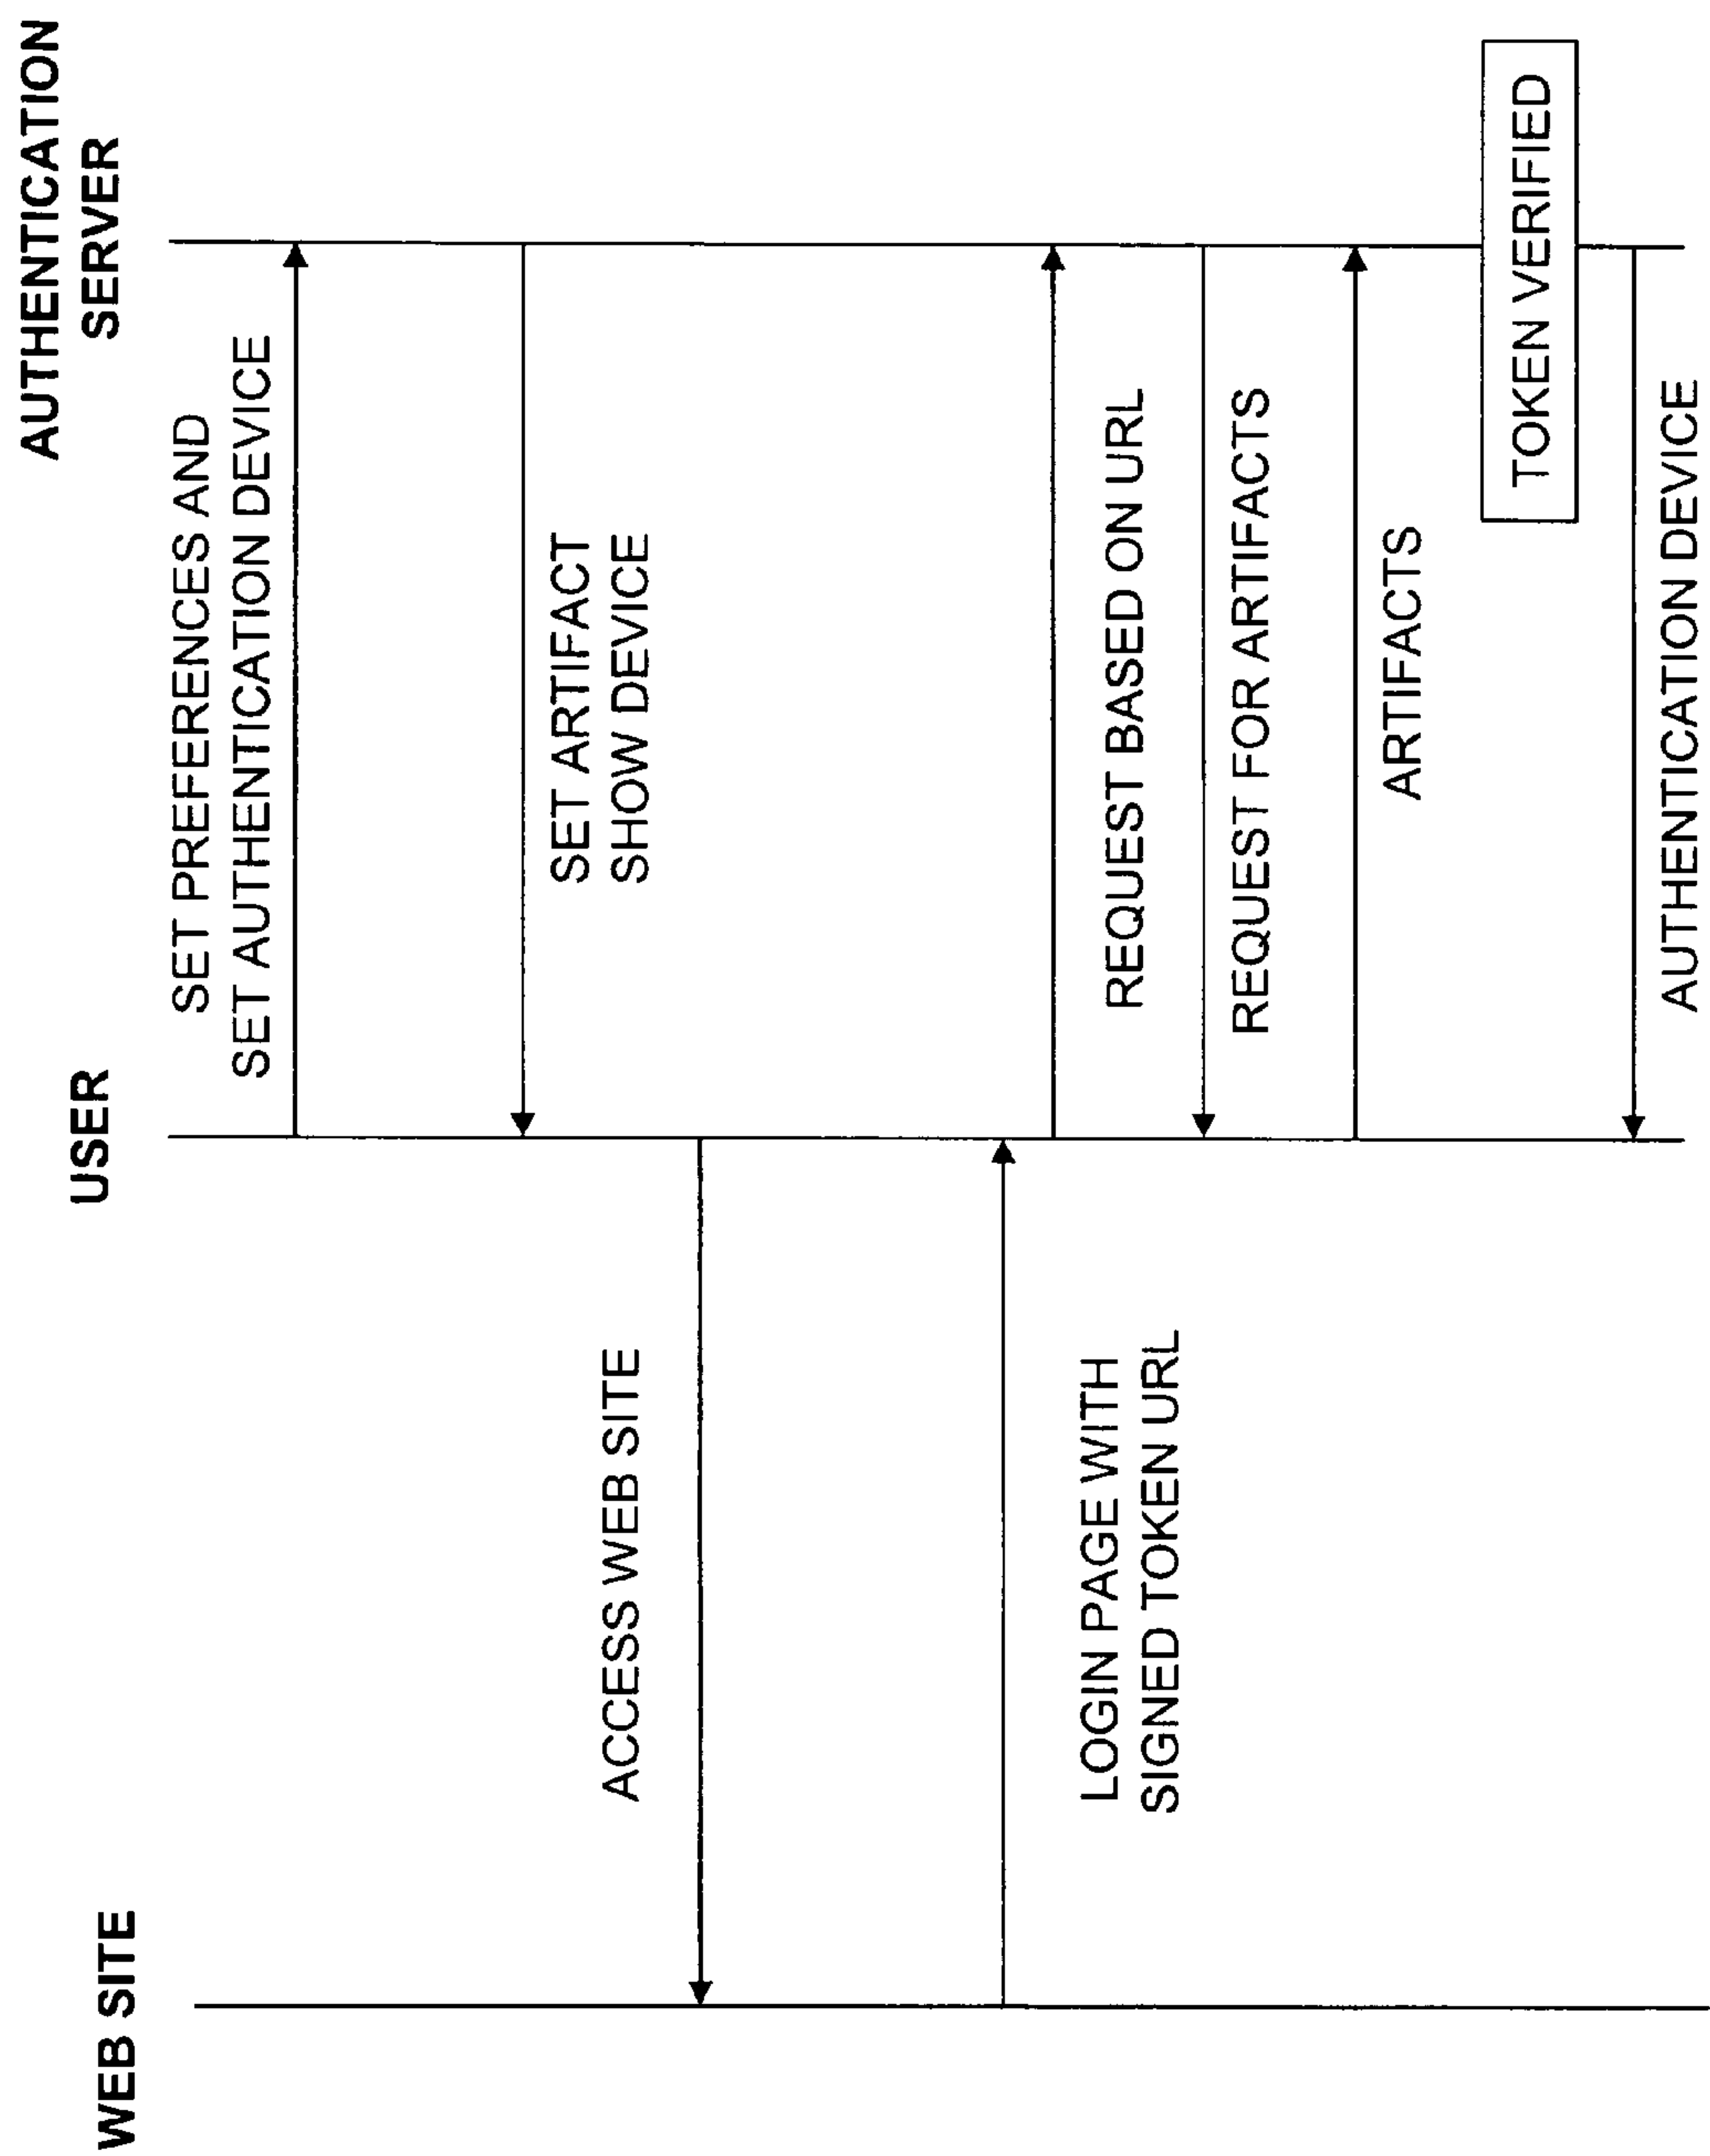 WEB SITE
USER
AUTHENTICATION
SERVER
SET PREFERENCES AND
SET AUTHENTICATION DEVICE
SET ARTIFACT
SHOW DEVICE
ACCESS WEB SITE
LOGIN PAGE WITH
SIGNED TOKEN URL
REQUEST BASED ON URL
REQUEST FOR ARTIFACTS
ARTIFACTS
TOKEN VERIFIED
AUTHENTICATION DEVICE